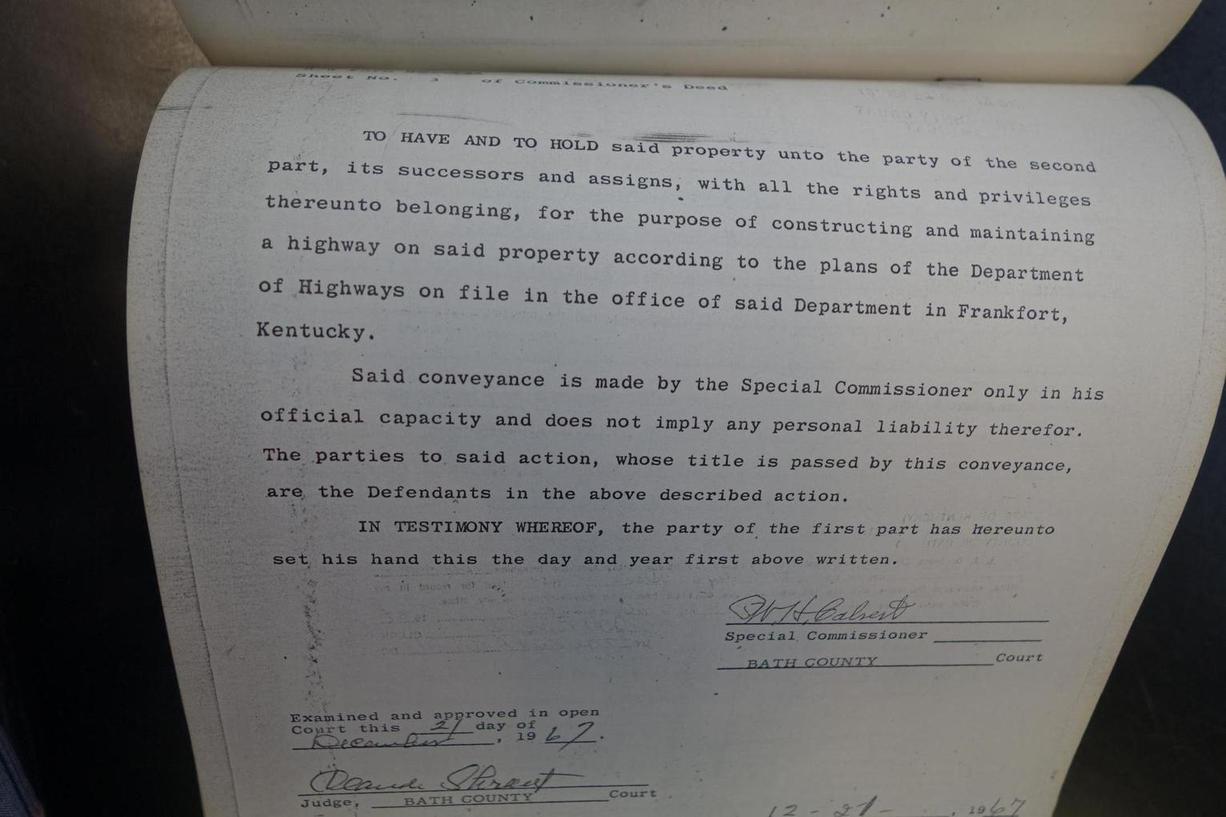 Sheet No. 3 of Commissioner's Deed
TO HAVE AND TO HOLD said property unto the party of the second
part, its successors and assigns, with all the rights and privileges
thereunto belonging, for the purpose of constructing and maintaining
a highway on said property according to the plans of the Department
of Highways on file in the office of said Department in Frankfort,
Kentucky.
Said conveyance is made by the Special Commissioner only in his
official capacity and does not imply any personal liability therefor.
The parties to said action, whose title is passed by this conveyance,
are the Defendants in the above described action.
IN TESTIMONY WHEREOF, the party of the first part has hereunto
set his hand this the day and year first above written.
W. H. Calvert
Special Commissioner
BATH COUNTY Court
Examined and approved in open
Court this 21 day of
December, 1967.
Judge, BATH COUNTY Court
12-21-, 1967